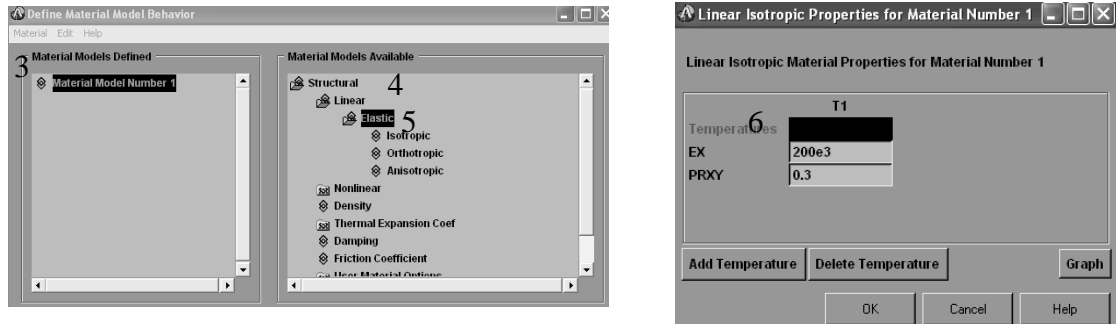 Define Material Model Behavior
Material Edit Help
3
Material Models Defined
Material Model Number 1
Material Models Available
Structural
4
Linear
Elastic
5
Isotropic
Orthotropic
Anisotropic
Nonlinear
Density
Thermal Expansion Coef
Damping
Friction Coefficient
User Material Options
Linear Isotropic Properties for Material Number 1
Linear Isotropic Material Properties for Material Number 1
T1
6
Temperatures
EX 200e3
PRXY 0.3
Add Temperature Delete Temperature Graph
OK Cancel Help